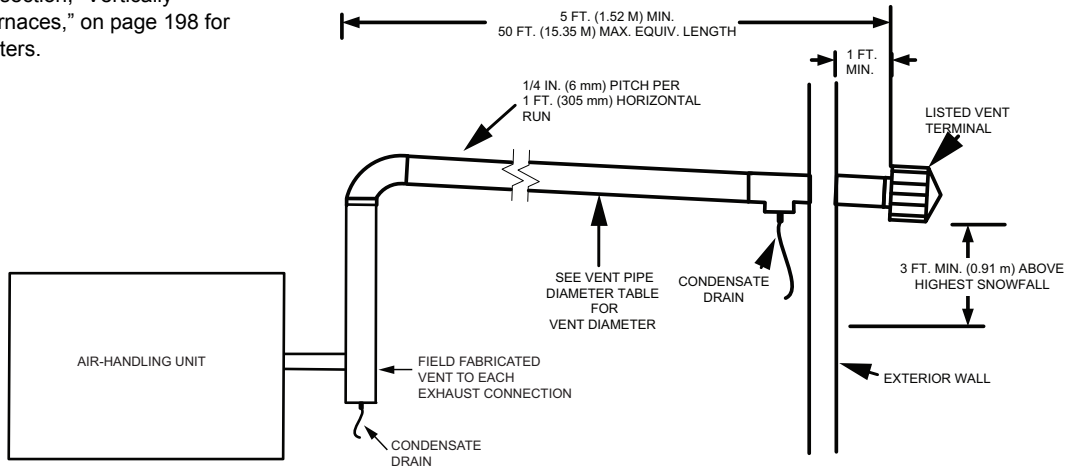 section, "Vertically
rnaces," on page 198 for
ters.
5 FT. (1.52 M) MIN.
50 FT. (15.35 M) MAX. EQUIV. LENGTH
1 FT.
MIN.
1/4 IN. (6 mm) PITCH PER
1 FT. (305 mm) HORIZONTAL
RUN
LISTED VENT
TERMINAL
SEE VENT PIPE
DIAMETER TABLE
FOR
VENT DIAMETER
CONDENSATE
DRAIN
3 FT. MIN. (0.91 m) ABOVE
HIGHEST SNOWFALL
AIR-HANDLING UNIT
FIELD FABRICATED
VENT TO EACH
EXHAUST CONNECTION
EXTERIOR WALL
CONDENSATE
DRAIN